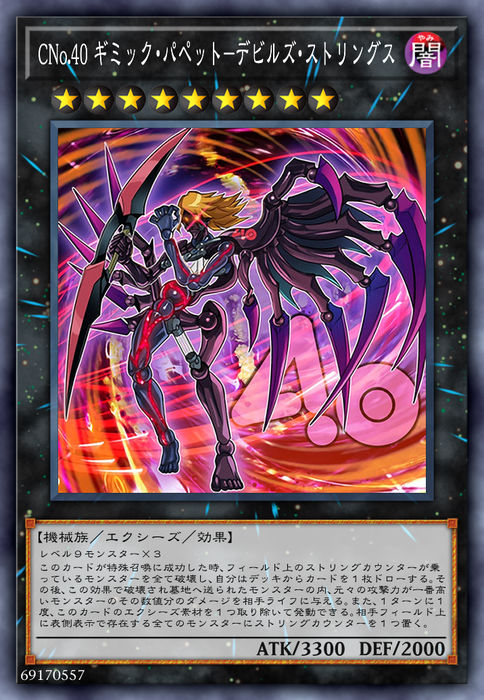 CNo.40 ギミック・パペット－デビルズ・ストリングス
やみ
闇
40
【機械族／エクシーズ／効果】
レベル９モンスター×３
このカードが特殊召喚に成功した時、フィールド上のストリングカウンターが乗
っているモンスターを全て破壊し、自分はデッキからカードを１枚ドローする。そ
の後、この効果で破壊され墓地へ送られたモンスターの内、元々の攻撃力が一番高
いモンスターのその数値分のダメージを相手ライフに与える。また、１ターンに１
度、このカードのエクシーズ素材を１つ取り除いて発動できる。相手フィールド上
に表側表示で存在する全てのモンスターにストリングカウンターを１つ置く。
ATK/3300 DEF/2000
69170557